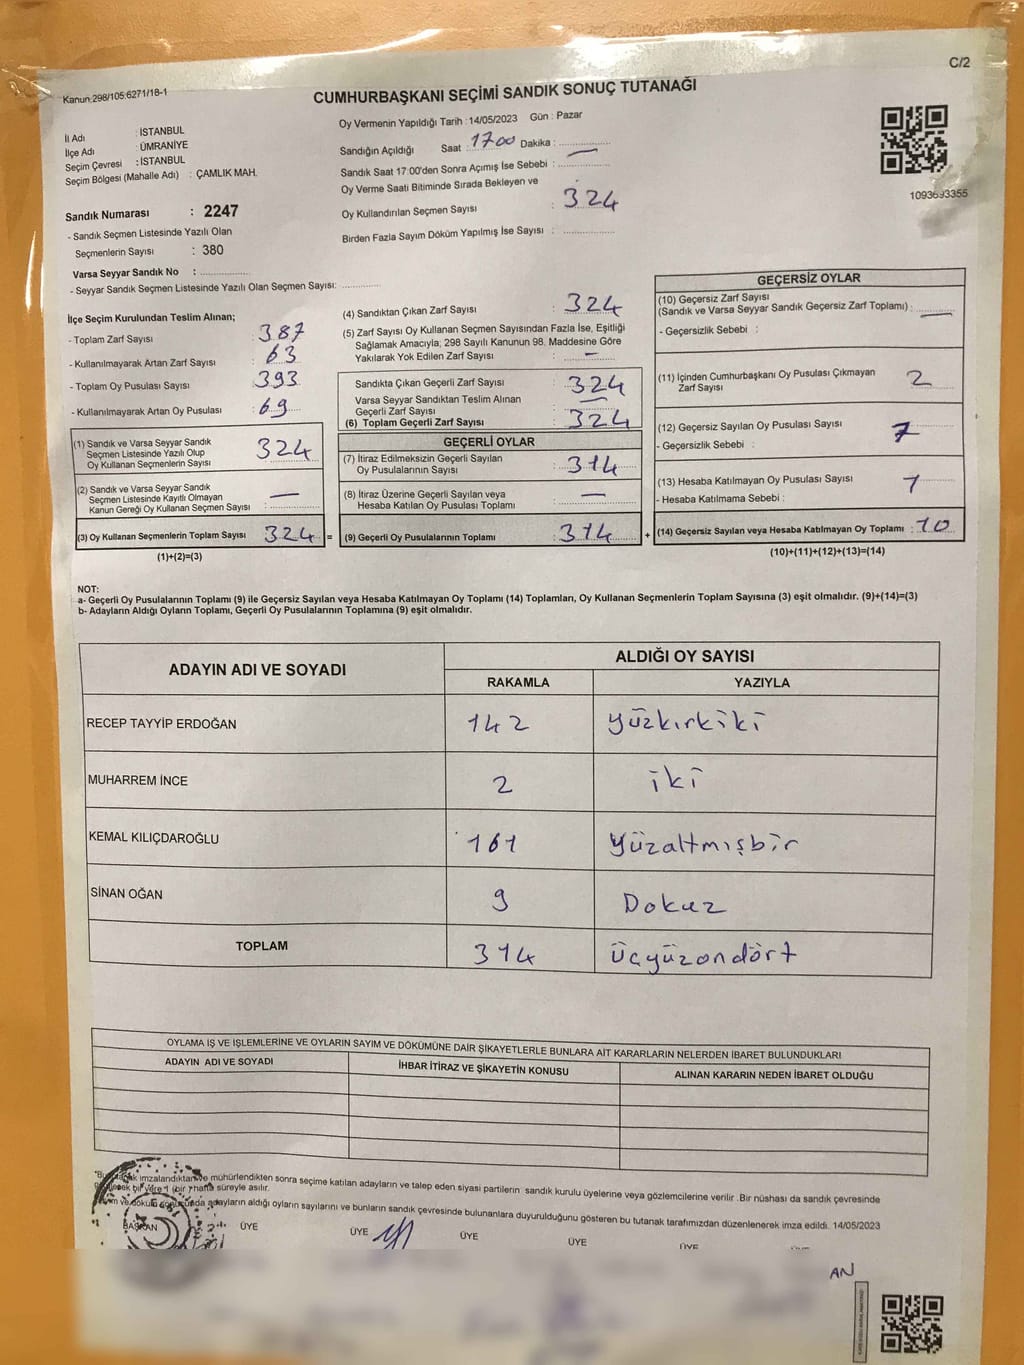 C/2
Kanun:298/105.6271/18-1
CUMHURBAŞKANI SEÇİMİ SANDIK SONUÇ TUTANAĞI
İl Adı : İSTANBUL
İlçe Adı : ÜMRANİYE
Seçim Çevresi : İSTANBUL
Seçim Bölgesi (Mahalle Adı) : ÇAMLIK MAH.
Sandık Numarası : 2247
- Sandık Seçmen Listesinde Yazılı Olan
Seçmenlerin Sayısı : 380
Varsa Seyyar Sandık No :
- Seyyar Sandık Seçmen Listesinde Yazılı Olan Seçmen Sayısı:
Oy Vermenin Yapıldığı Tarih :14/05/2023 Gün : Pazar
Sandığın Açıldığı Saat :1700 Dakika : —
Sandık Saat 17:00'den Sonra Açımış İse Sebebi :
Oy Verme Saati Bitiminde Sırada Bekleyen ve
Oy Kullandırılan Seçmen Sayısı : 324
Birden Fazla Sayım Döküm Yapılmış İse Sayısı :
1093693355
İlçe Seçim Kurulundan Teslim Alınan;
- Toplam Zarf Sayısı : 387
- Kullanılmayarak Artan Zarf Sayısı : 63
- Toplam Oy Pusulası Sayısı : 393
- Kullanılmayarak Artan Oy Pusulası : 69
(1) Sandık ve Varsa Seyyar Sandık
Seçmen Listesinde Yazılı Olup
Oy Kullanan Seçmenlerin Sayısı : 324
(2) Sandık ve Varsa Seyyar Sandık
Seçmen Listesinde Kayıtlı Olmayan
Kanun Gereği Oy Kullanan Seçmen Sayısı : —
(3) Oy Kullanan Seçmenlerin Toplam Sayısı : 324 =
(1)+(2)=(3)
(4) Sandıktan Çıkan Zarf Sayısı : 324
(5) Zarf Sayısı Oy Kullanan Seçmen Sayısından Fazla İse, Eşitliği
Sağlamak Amacıyla; 298 Sayılı Kanunun 98. Maddesine Göre
Yakılarak Yok Edilen Zarf Sayısı : —
Sandıkta Çıkan Geçerli Zarf Sayısı : 324
Varsa Seyyar Sandıktan Teslim Alınan
Geçerli Zarf Sayısı : —
(6) Toplam Geçerli Zarf Sayısı : 324
GEÇERLİ OYLAR
(7) İtiraz Edilmeksizin Geçerli Sayılan
Oy Pusulalarının Sayısı : 314
(8) İtiraz Üzerine Geçerli Sayılan veya
Hesaba Katılan Oy Pusulası Toplamı : —
(9) Geçerli Oy Pusulalarının Toplamı : 314 +
GEÇERSİZ OYLAR
(10) Geçersiz Zarf Sayısı
(Sandık ve Varsa Seyyar Sandık Geçersiz Zarf Toplamı) : —
- Geçersizlik Sebebi :
(11) İçinden Cumhurbaşkanı Oy Pusulası Çıkmayan
Zarf Sayısı : 2
(12) Geçersiz Sayılan Oy Pusulası Sayısı : 7
- Geçersizlik Sebebi :
(13) Hesaba Katılmayan Oy Pusulası Sayısı : 1
- Hesaba Katılmama Sebebi :
(14) Geçersiz Sayılan veya Hesaba Katılmayan Oy Toplamı : 10
(10)+(11)+(12)+(13)=(14)
NOT:
a- Geçerli Oy Pusulalarının Toplamı (9) ile Geçersiz Sayılan veya Hesaba Katılmayan Oy Toplamı (14) Toplamları, Oy Kullanan Seçmenlerin Toplam Sayısına (3) eşit olmalıdır. (9)+(14)=(3)
b- Adayların Aldığı Oyların Toplamı, Geçerli Oy Pusulalarının Toplamına (9) eşit olmalıdır.
ADAYIN ADI VE SOYADI
ALDIĞI OY SAYISI
RAKAMLA YAZIYLA
RECEP TAYYİP ERDOĞAN 142 yüzkırkiki
MUHARREM İNCE 2 iki
KEMAL KILIÇDAROĞLU 161 yüzaltmışbir
SİNAN OĞAN 9 Dokuz
TOPLAM 314 üçyüzondört
OYLAMA İŞ VE İŞLEMLERİNE VE OYLARIN SAYIM VE DÖKÜMÜNE DAİR ŞİKAYETLERLE BUNLARA AİT KARARLARIN NELERDEN İBARET BULUNDUKLARI
ADAYIN ADI VE SOYADI İHBAR İTİRAZ VE ŞİKAYETİN KONUSU ALINAN KARARIN NEDEN İBARET OLDUĞU
imzalandıktan ve mühürlendikten sonra seçime katılan adayların ve talep eden siyasi partilerin sandık kurulu üyelerine veya gözlemcilerine verilir .Bir nüshası da sandık çevresinde
bir yere 1 (bir) hafta süreyle asılır.
adayların aldığı oyların sayılarını ve bunların sandık çevresinde bulunanlara duyurulduğunu gösteren bu tutanak tarafımızdan düzenlenerek imza edildi. 14/05/2023
BAŞKAN ÜYE ÜYE ÜYE ÜYE ÜYE
AN